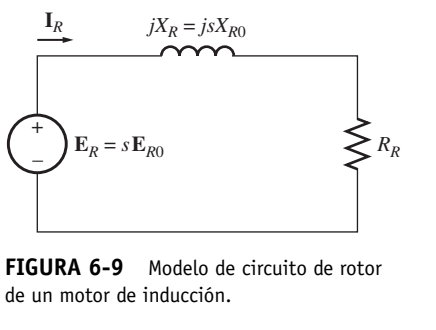 I_R
jX_R = jsX_R0
+
E_R = sE_R0
R_R
–
FIGURA 6-9 Modelo de circuito de rotor
de un motor de inducción.